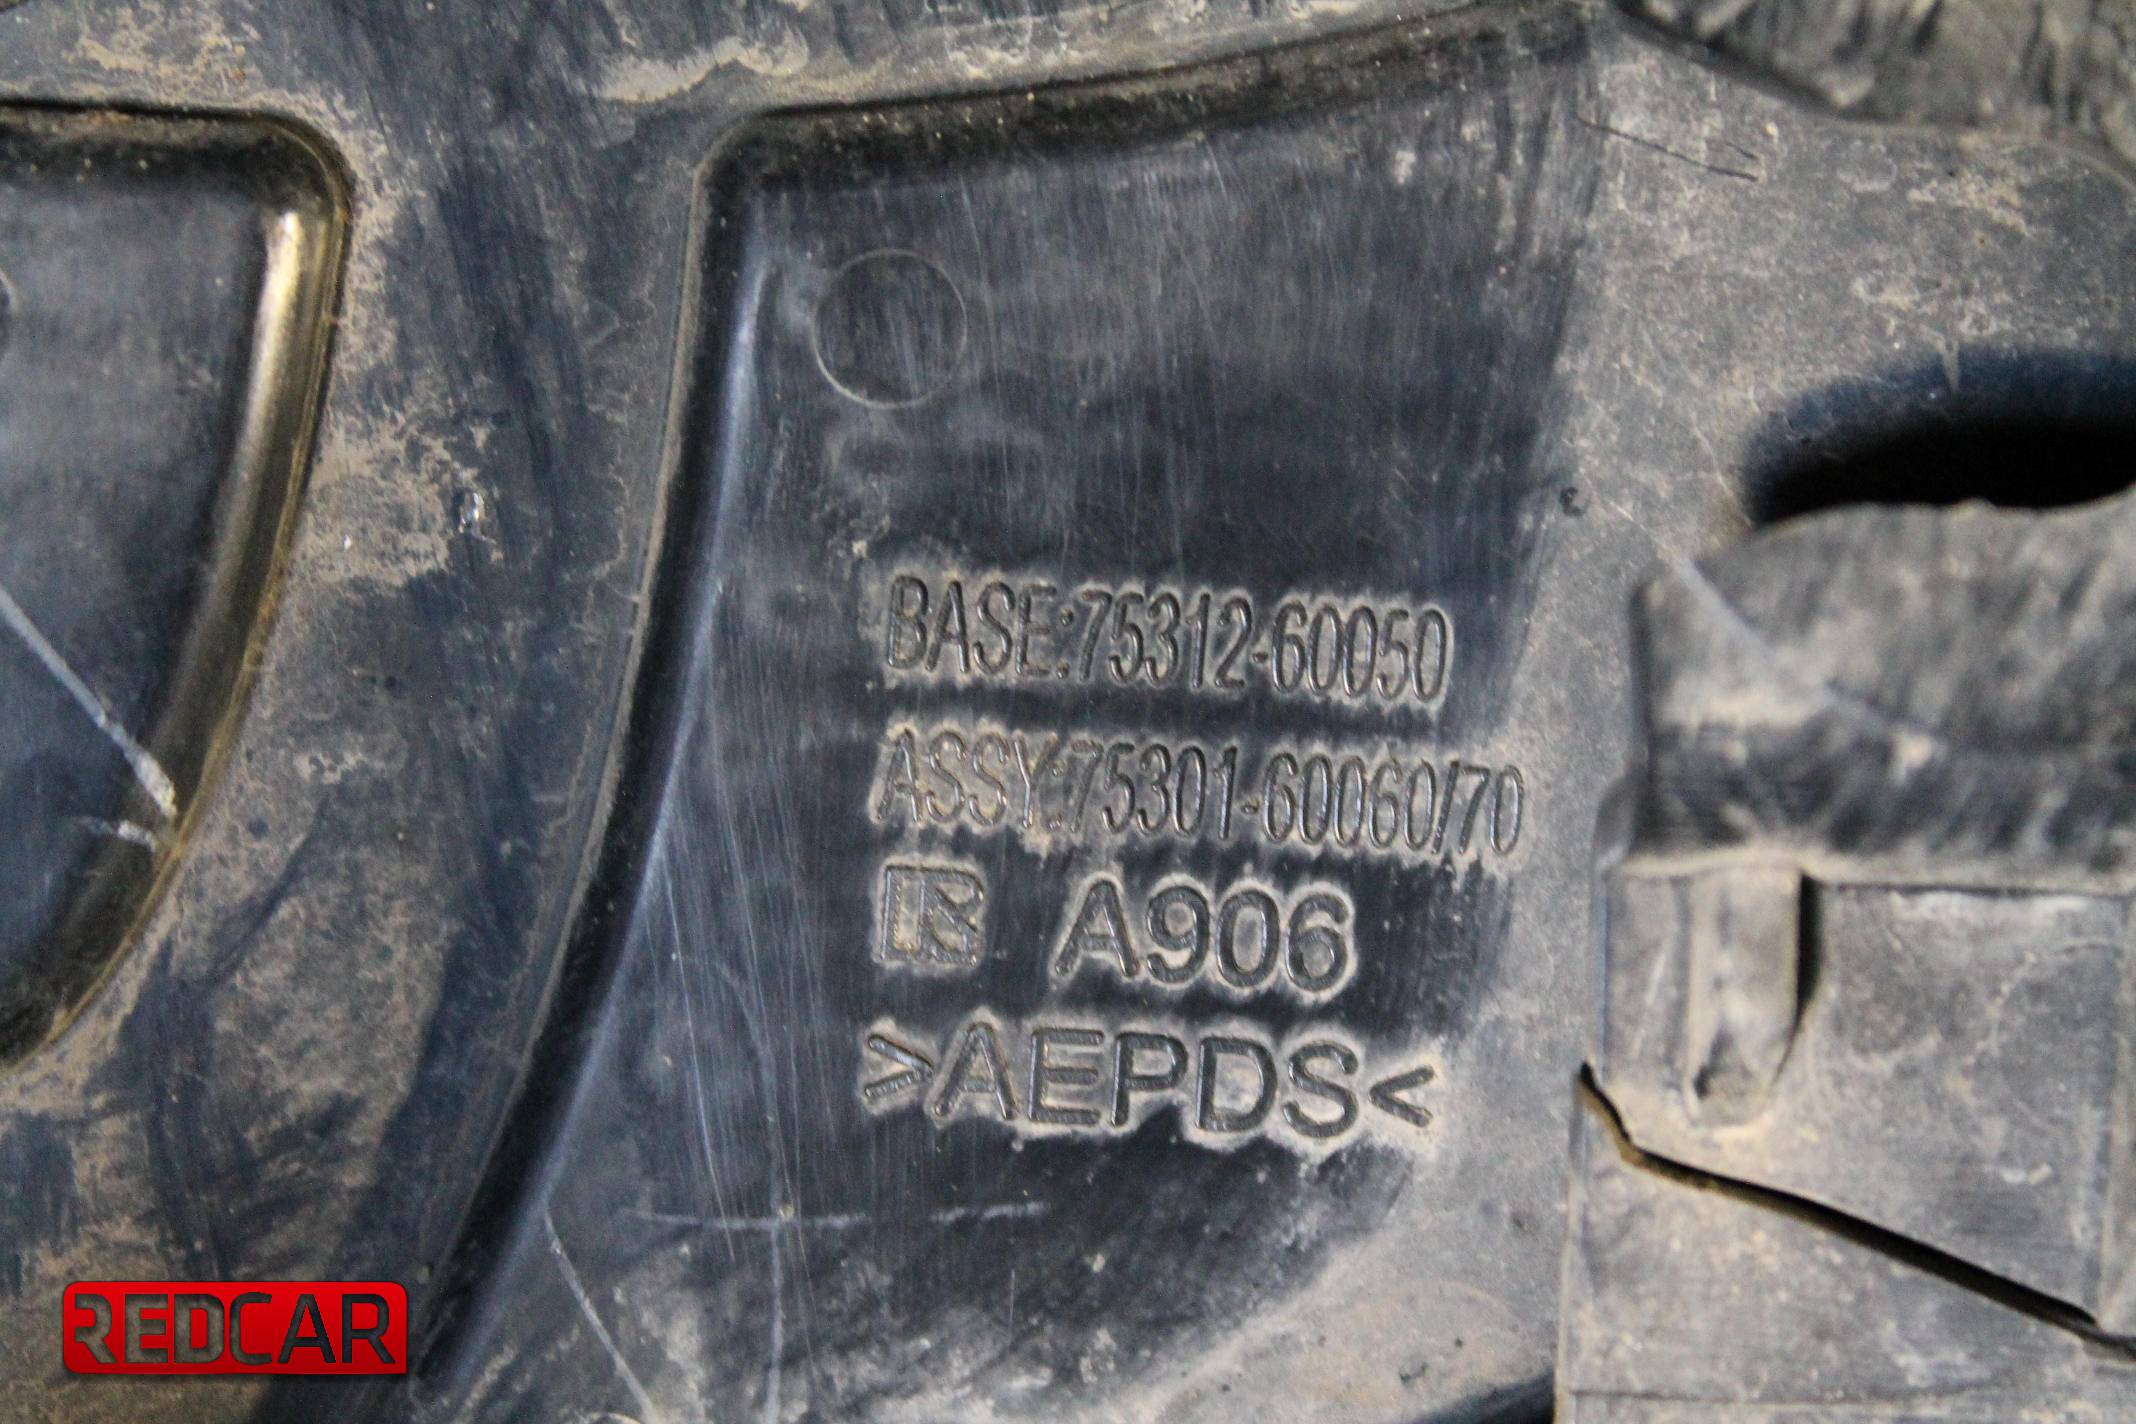 BASE:75312-60050
ASSY:75301-60060/70
A906
>AEPDS<
REDCAR